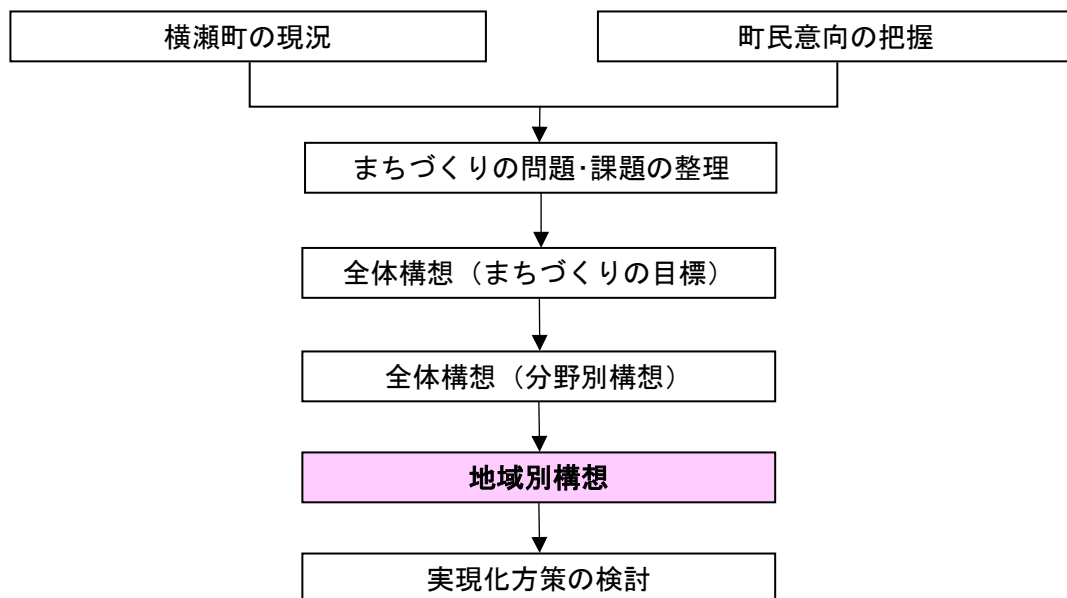 横瀬町の現況
町民意向の把握
まちづくりの問題･課題の整理
全体構想（まちづくりの目標）
全体構想（分野別構想）
地域別構想
実現化方策の検討